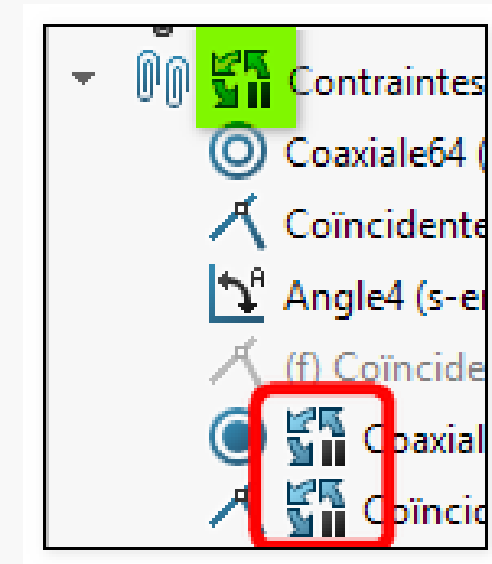 Contraintes
Coaxiale64 (
Coïncidente
Angle4 (s-e
(f) Coïncide
Coaxial
Coïncid